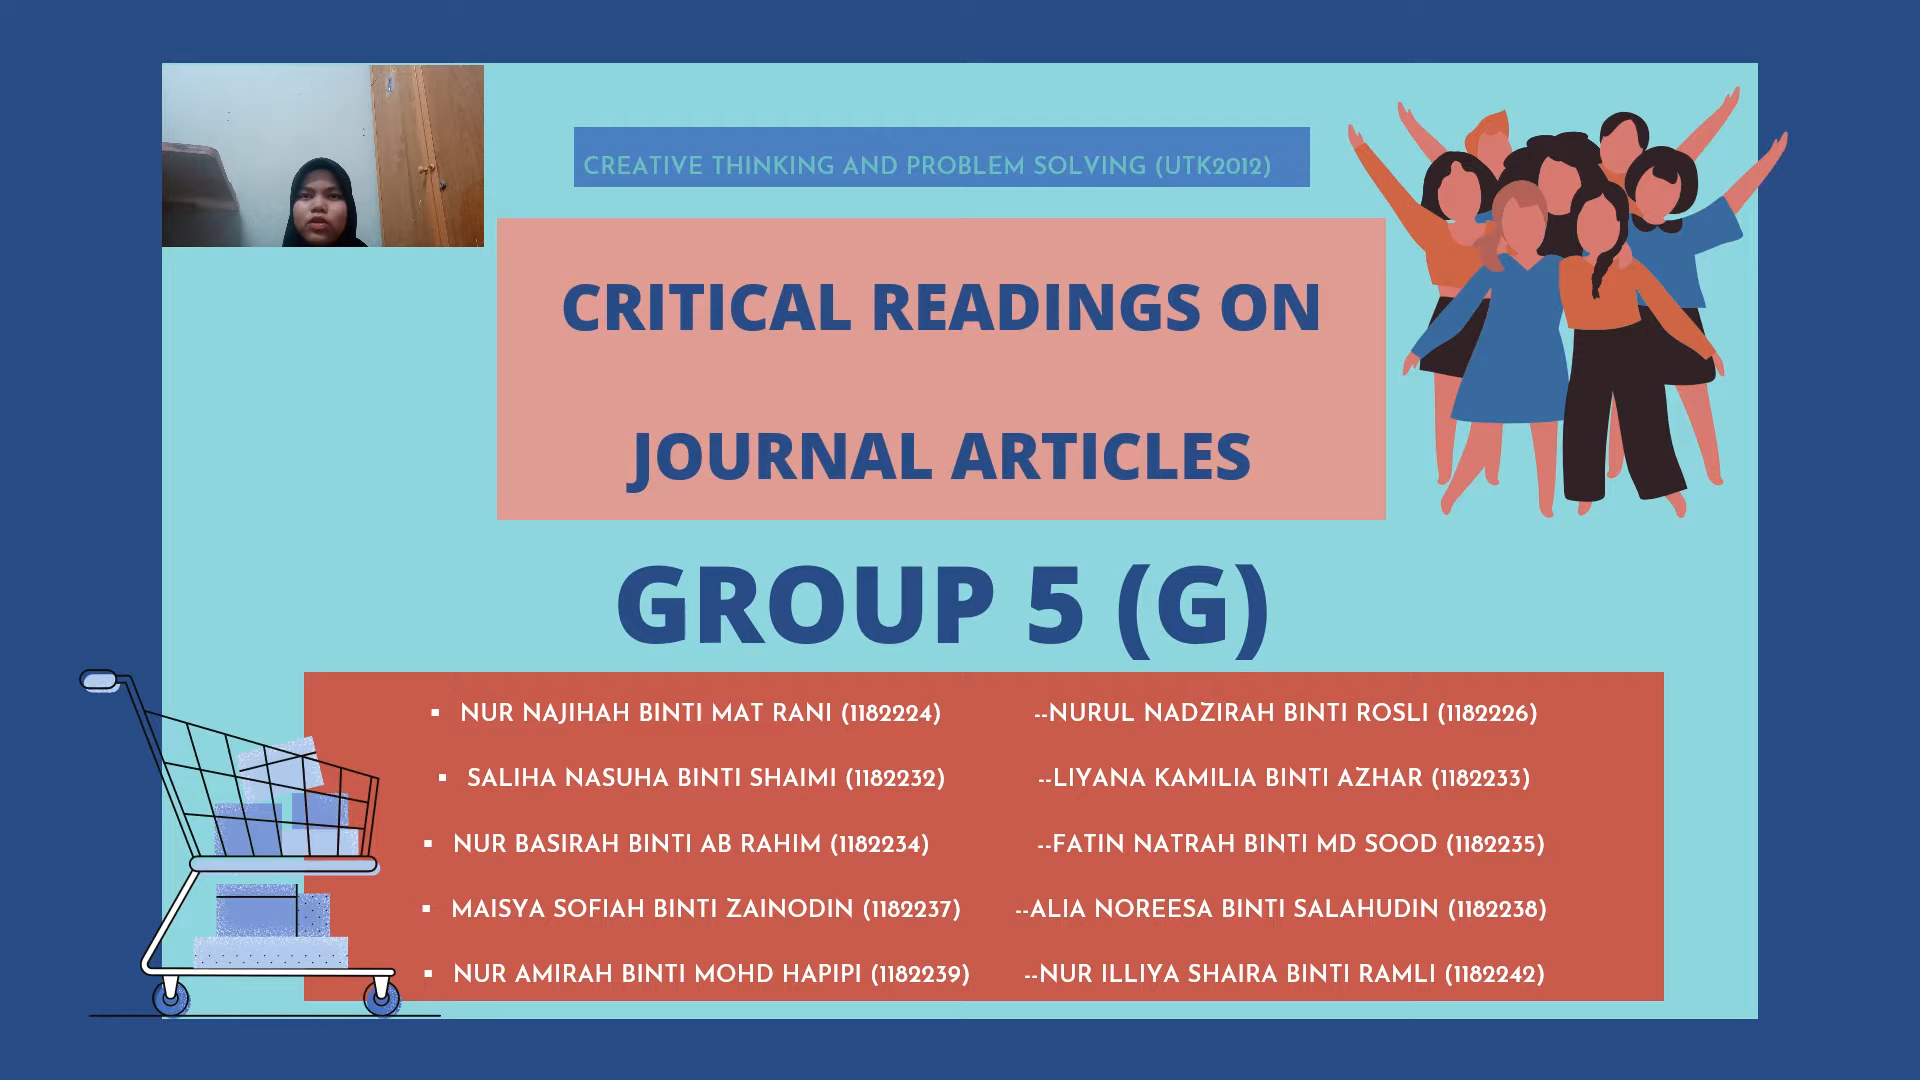 CREATIVE THINKING AND PROBLEM SOLVING (UTK2012)
CRITICAL READINGS ON
JOURNAL ARTICLES
GROUP 5 (G)
▪ NUR NAJIHAH BINTI MAT RANI (1182224) --NURUL NADZIRAH BINTI ROSLI (1182226)
▪ SALIHA NASUHA BINTI SHAIMI (1182232) --LIYANA KAMILIA BINTI AZHAR (1182233)
▪ NUR BASIRAH BINTI AB RAHIM (1182234) --FATIN NATRAH BINTI MD SOOD (1182235)
▪ MAISYA SOFIAH BINTI ZAINODIN (1182237) --ALIA NOREESA BINTI SALAHUDIN (1182238)
▪ NUR AMIRAH BINTI MOHD HAPIPI (1182239) --NUR ILLIYA SHAIRA BINTI RAMLI (1182242)